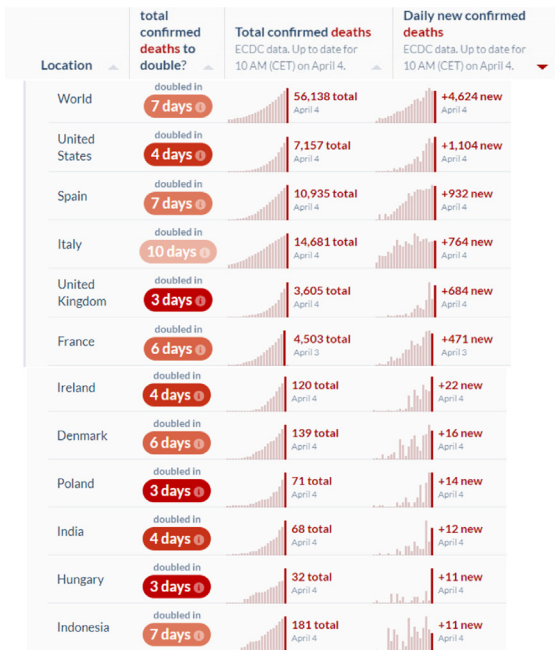 total
confirmed
deaths to
double?
Total confirmed deaths
ECDC data. Up to date for
10 AM (CET) on April 4.
Daily new confirmed
deaths
ECDC data. Up to date for
10 AM (CET) on April 4.
Location
World
doubled in
7 days
56,138 total
April 4
+4,624 new
April 4
United
States
doubled in
4 days
7,157 total
April 4
+1,104 new
April 4
Spain
doubled in
7 days
10,935 total
April 4
+932 new
April 4
Italy
doubled in
10 days
14,681 total
April 4
+764 new
April 4
United
Kingdom
doubled in
3 days
3,605 total
April 4
+684 new
April 4
France
doubled in
6 days
4,503 total
April 3
+471 new
April 3
Ireland
doubled in
4 days
120 total
April 4
+22 new
April 4
Denmark
doubled in
6 days
139 total
April 4
+16 new
April 4
Poland
doubled in
3 days
71 total
April 4
+14 new
April 4
India
doubled in
4 days
68 total
April 4
+12 new
April 4
Hungary
doubled in
3 days
32 total
April 4
+11 new
April 4
Indonesia
doubled in
7 days
181 total
April 4
+11 new
April 4